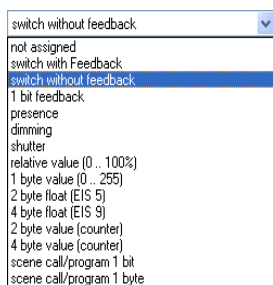 switch without feedback
not assigned
switch with Feedback
switch without feedback
1 bit feedback
presence
dimming
shutter
relative value (0 .. 100%)
1 byte value (0 .. 255)
2 byte float (EIS 5)
4 byte float (EIS 9)
2 byte value (counter)
4 byte value (counter)
scene call/program 1 bit
scene call/program 1 byte